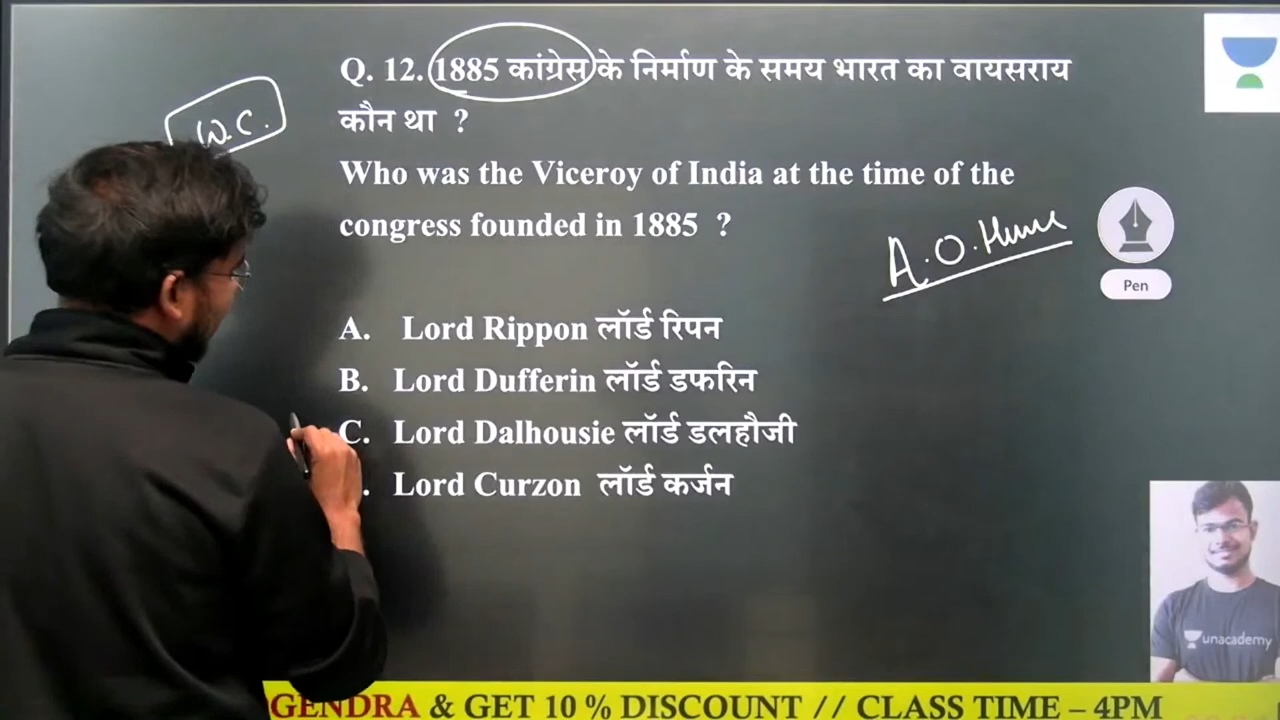 Q. 12. 1885 कांग्रेस के निर्माण के समय भारत का वायसराय
कौन था ?
W.C.
Who was the Viceroy of India at the time of the
congress founded in 1885 ?
A.O.Hume
Pen
A. Lord Rippon लॉर्ड रिपन
B. Lord Dufferin लॉर्ड डफरिन
C. Lord Dalhousie लॉर्ड डलहौजी
. Lord Curzon लॉर्ड कर्जन
unacademy
GENDRA & GET 10 % DISCOUNT // CLASS TIME – 4PM